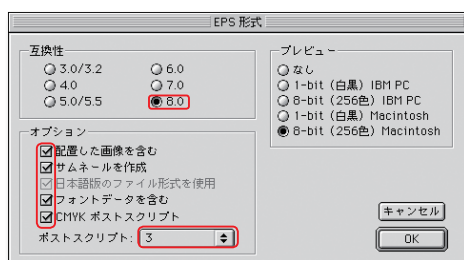 EPS 形式
互換性
3.0/3.2
6.0
4.0
7.0
5.0/5.5
8.0
オプション
配置した画像を含む
サムネールを作成
日本語版のファイル形式を使用
フォントデータを含む
CMYK ポストスクリプト
ポストスクリプト: 3
プレビュー
なし
1-bit (白黒) IBM PC
8-bit (256色) IBM PC
1-bit (白黒) Macintosh
8-bit (256色) Macintosh
キャンセル
OK